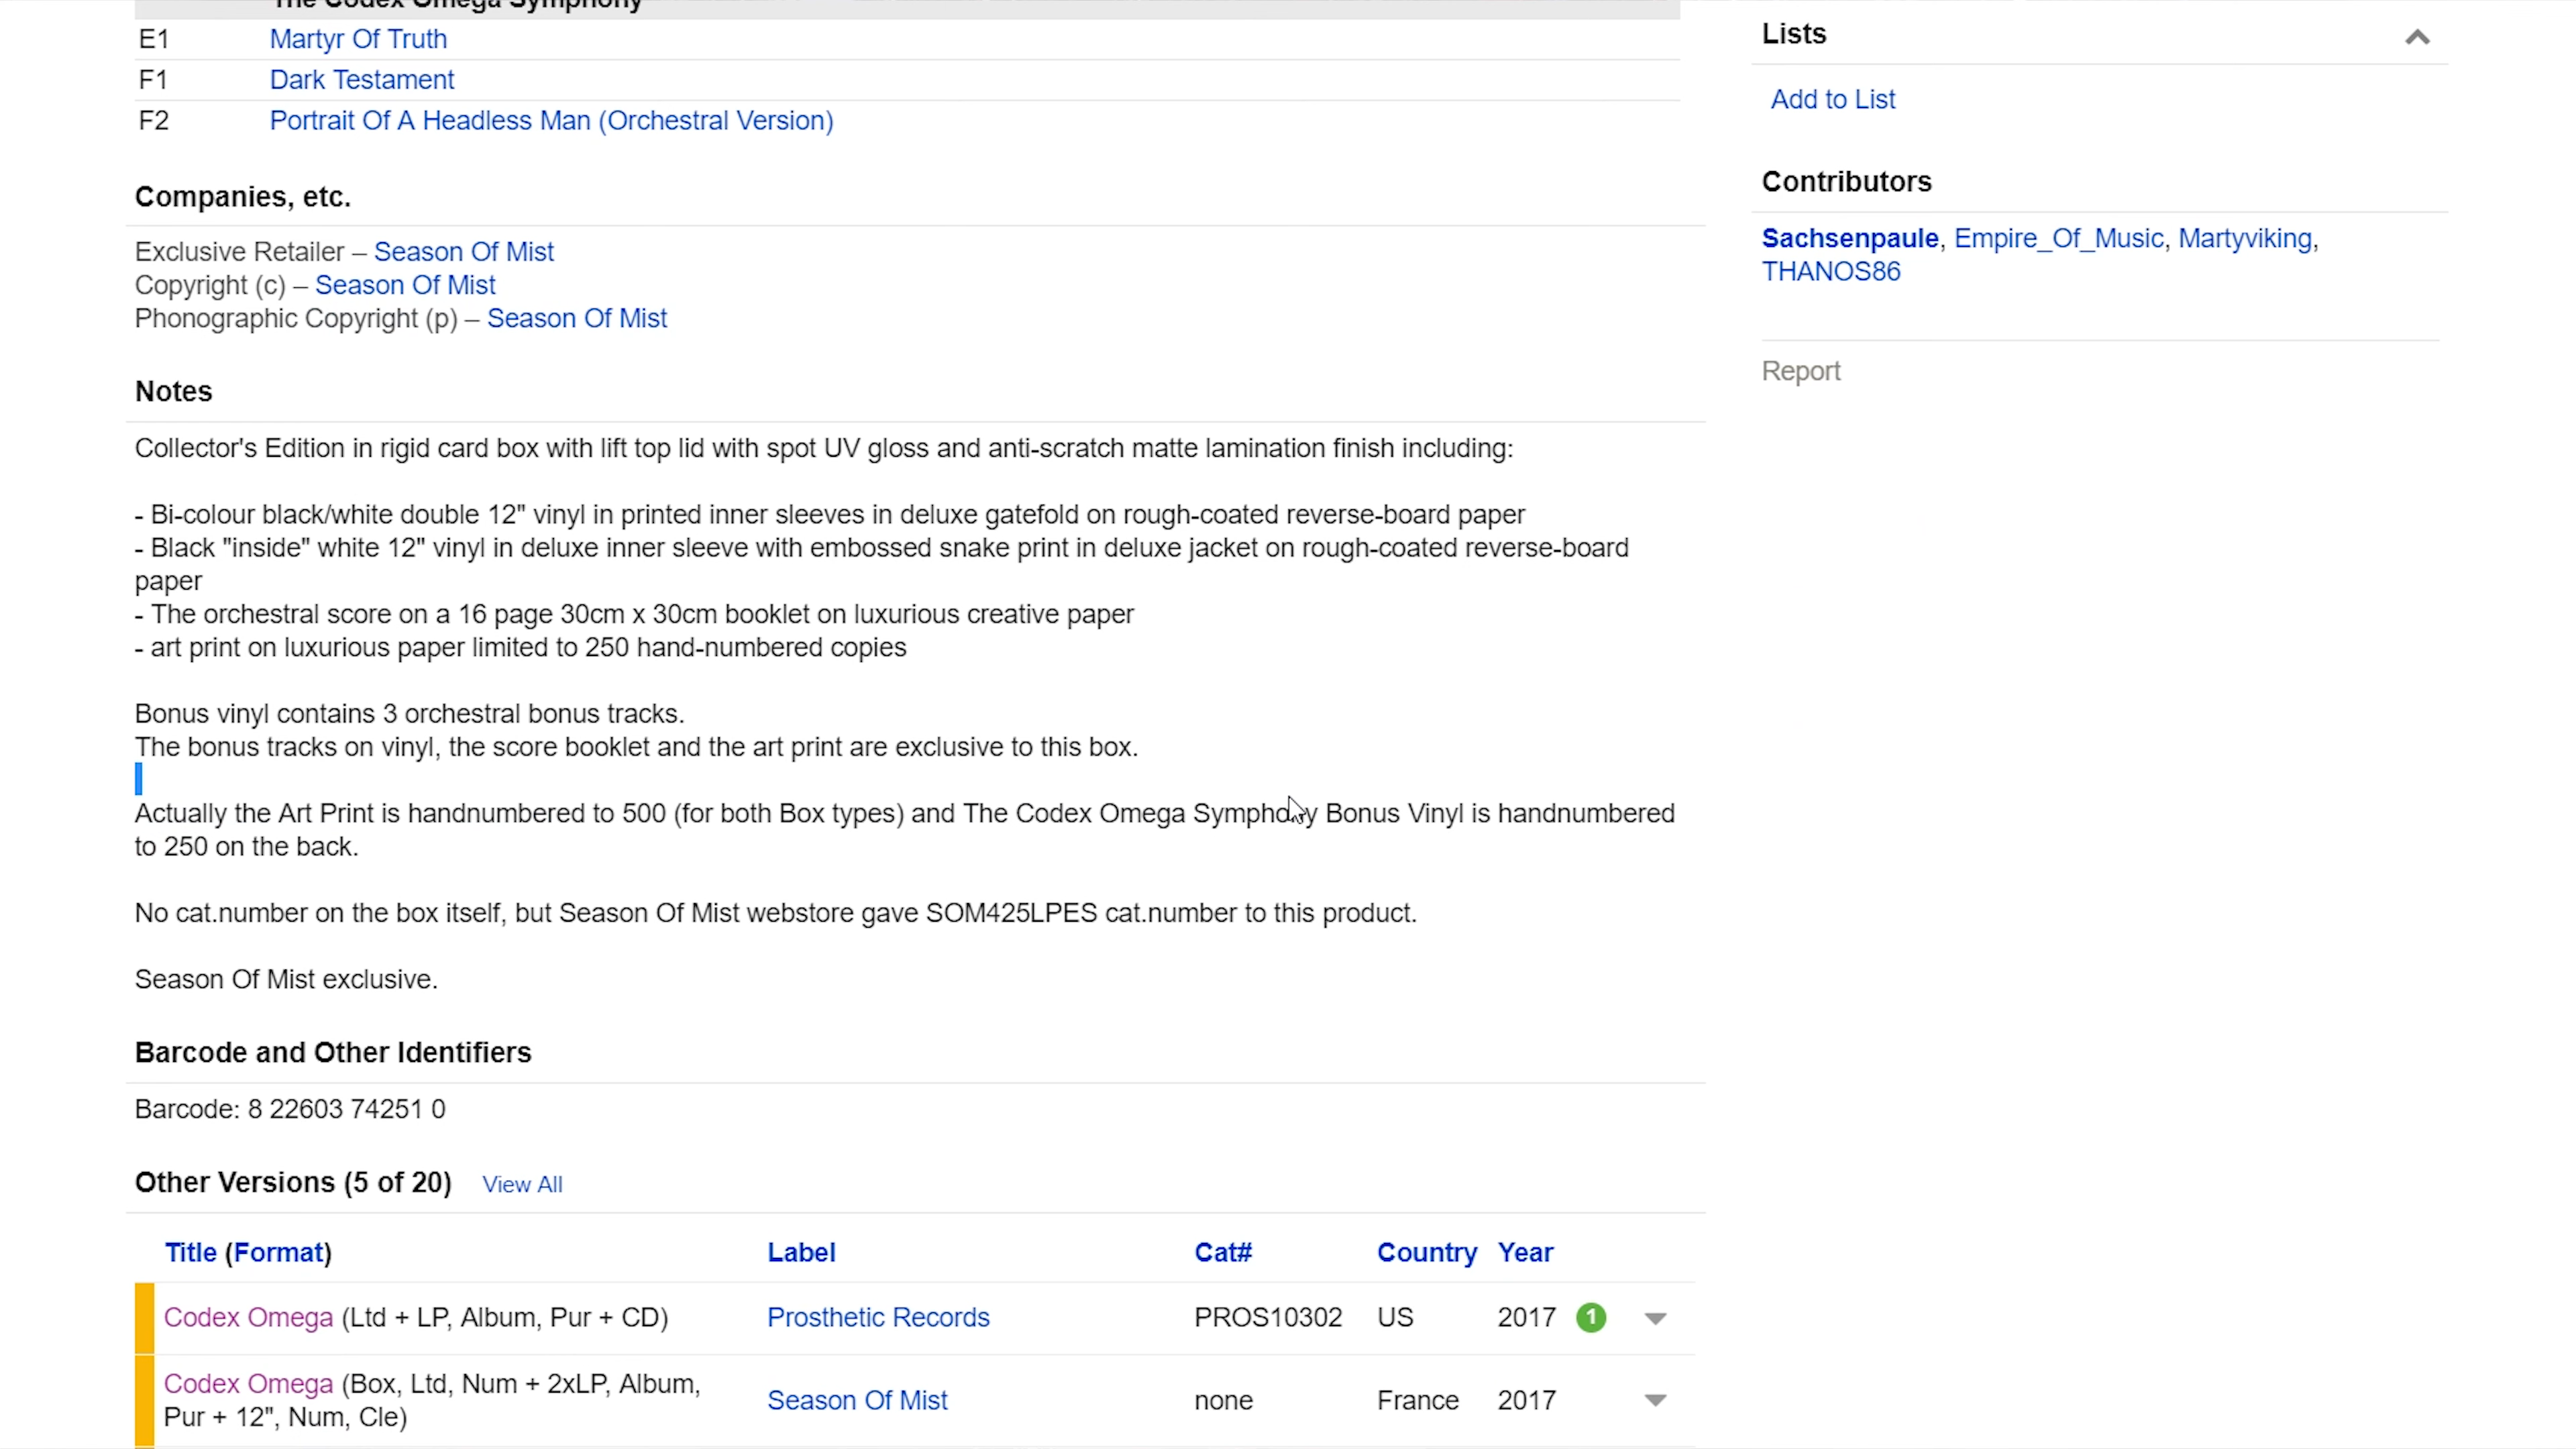 The Codex Omega Symphony
E1 Martyr Of Truth
F1 Dark Testament
F2 Portrait Of A Headless Man (Orchestral Version)
Companies, etc.
Exclusive Retailer – Season Of Mist
Copyright (c) – Season Of Mist
Phonographic Copyright (p) – Season Of Mist
Notes
Collector's Edition in rigid card box with lift top lid with spot UV gloss and anti-scratch matte lamination finish including:
- Bi-colour black/white double 12" vinyl in printed inner sleeves in deluxe gatefold on rough-coated reverse-board paper
- Black "inside" white 12" vinyl in deluxe inner sleeve with embossed snake print in deluxe jacket on rough-coated reverse-board
paper
- The orchestral score on a 16 page 30cm x 30cm booklet on luxurious creative paper
- art print on luxurious paper limited to 250 hand-numbered copies
Bonus vinyl contains 3 orchestral bonus tracks.
The bonus tracks on vinyl, the score booklet and the art print are exclusive to this box.
Actually the Art Print is handnumbered to 500 (for both Box types) and The Codex Omega Symphony Bonus Vinyl is handnumbered
to 250 on the back.
No cat.number on the box itself, but Season Of Mist webstore gave SOM425LPES cat.number to this product.
Season Of Mist exclusive.
Barcode and Other Identifiers
Barcode: 8 22603 74251 0
Other Versions (5 of 20) View All
Title (Format) Label Cat# Country Year
Codex Omega (Ltd + LP, Album, Pur + CD) Prosthetic Records PROS10302 US 2017 1
Codex Omega (Box, Ltd, Num + 2xLP, Album,
Pur + 12", Num, Cle) Season Of Mist none France 2017
Lists
Add to List
Contributors
Sachsenpaule, Empire_Of_Music, Martyviking,
THANOS86
Report